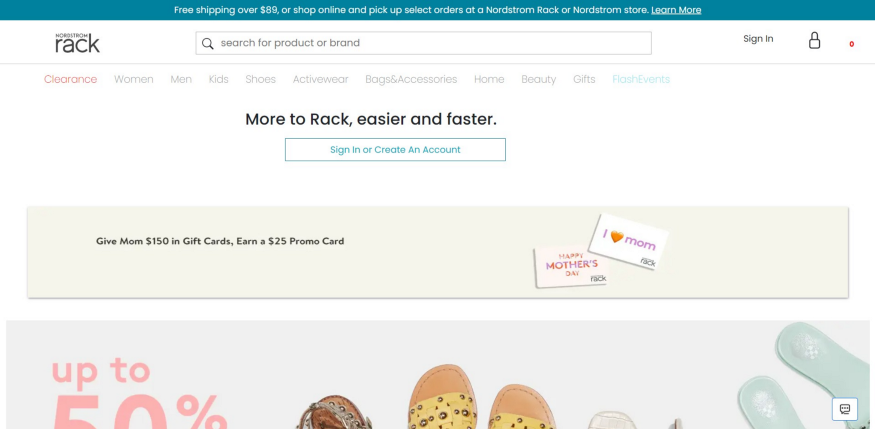 Free shipping over $89, or shop online and pick up select orders at a Nordstrom Rack or Nordstrom store. Learn More
NORDSTROM
rack
search for product or brand
Sign In
0
Clearance Women Men Kids Shoes Activewear Bags&Accessories Home Beauty Gifts FlashEvents
More to Rack, easier and faster.
Sign In or Create An Account
Give Mom $150 in Gift Cards, Earn a $25 Promo Card
I 🧡 mom
rack
HAPPY
MOTHER'S
DAY
rack
up to
50%